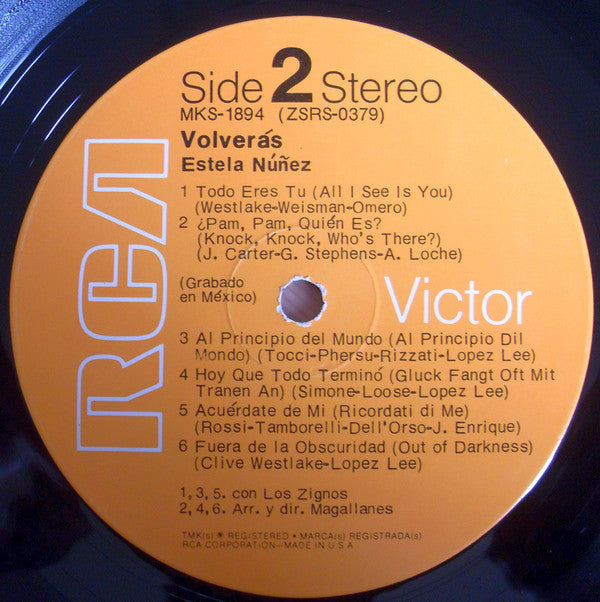 Side 2 Stereo
MKS-1894 (ZSRS-0379)
Volverás
Estela Núñez
1 Todo Eres Tu (All I See Is You)
(Westlake-Weisman-Omero)
2 ¿Pam, Pam, Quién Es?
(Knock, Knock, Who's There?)
(J. Carter-G. Stephens-A. Loche)
(Grabado
en México)
RCA
Victor
3 Al Principio del Mundo (Al Principio Dil
Mondo) (Tocci-Phersu-Rizzati-Lopez Lee)
4 Hoy Que Todo Terminó (Gluck Fangt Oft Mit
Tranen An) (Simone-Loose-Lopez Lee)
5 Acuérdate de Mi (Ricordati di Me)
(Rossi-Tamborelli-Dell'Orso-J. Enrique)
6 Fuera de la Obscuridad (Out of Darkness)
(Clive Westlake-Lopez Lee)
1, 3, 5. con Los Zignos
2, 4, 6. Arr. y dir. Magallanes
TMK(s) ® REGISTERED • MARCA(s) REGISTRADA(s)
RCA CORPORATION—MADE IN U.S.A